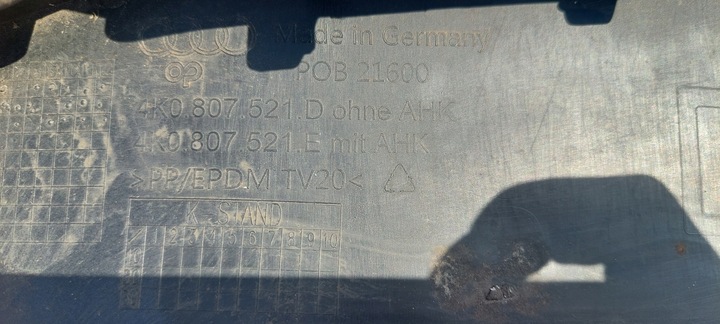 Made in Germany
POB 21600
4K0.807.521.D ohne AHK
4K0.807.521.E mit AHK
>PP/EPDM TV20<
K.STAND
1 2 3 4 5 6 7 8 9 10